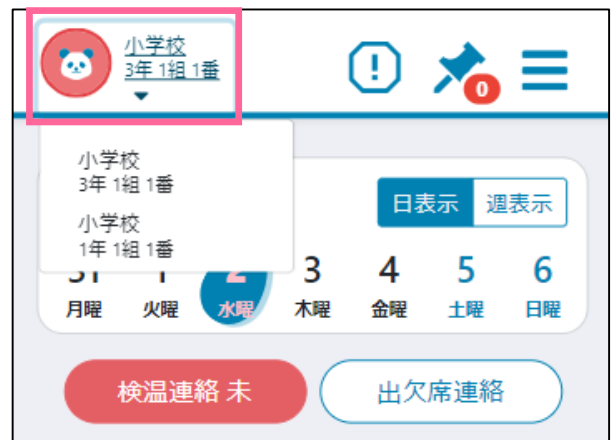 小学校
3年 1組 1番
0
小学校
3年 1組 1番
小学校
1年 1組 1番
日表示 週表示
31 1 2 3 4 5 6
月曜 火曜 水曜 木曜 金曜 土曜 日曜
検温連絡 未 出欠席連絡